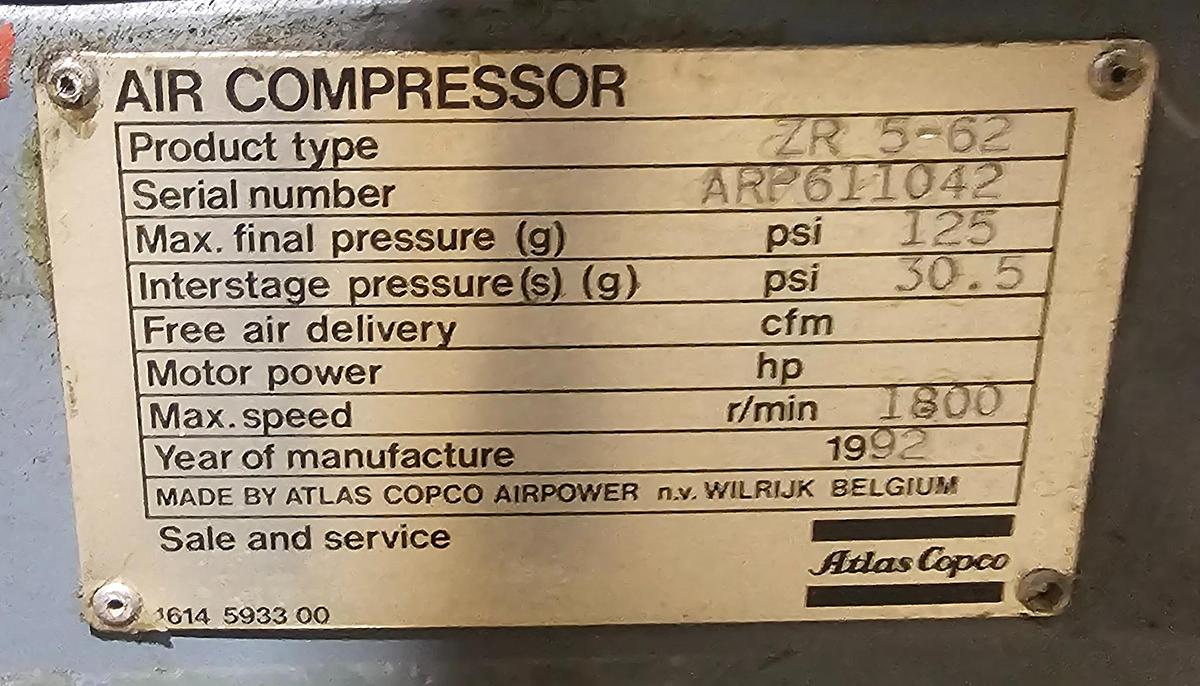 AIR COMPRESSOR
Product type ZR 5-62
Serial number ARP611042
Max. final pressure (g) psi 125
Interstage pressure(s) (g) psi 30.5
Free air delivery cfm
Motor power hp
Max. speed r/min 1800
Year of manufacture 1992
MADE BY ATLAS COPCO AIRPOWER n.v. WILRIJK BELGIUM
Sale and service
Atlas Copco
1614 5933 00